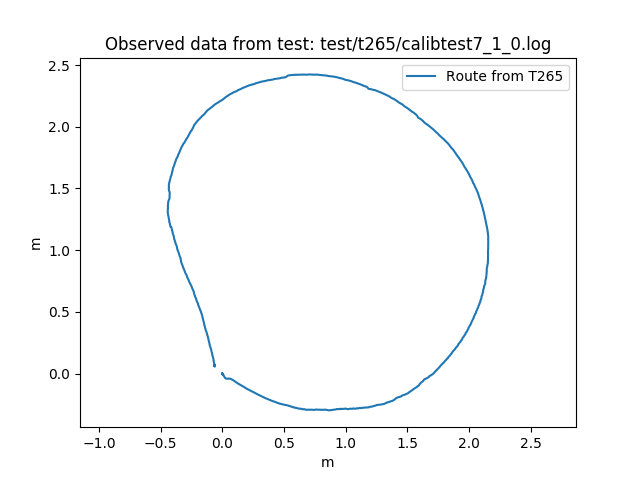 Observed data from test: test/t265/calibtest7_1_0.log
Route from T265
2.5
2.0
1.5
1.0
0.5
0.0
m
−1.0 −0.5 0.0 0.5 1.0 1.5 2.0 2.5
m